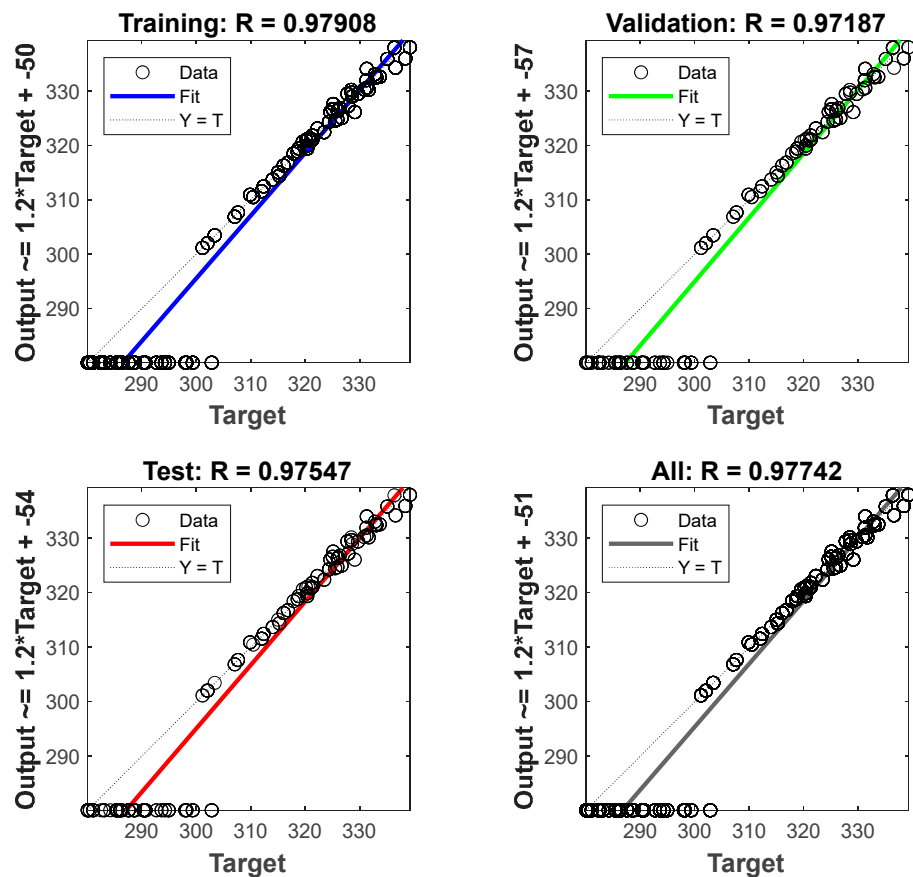 Training: R = 0.97908
Output ~= 1.2*Target + -50
Data
Fit
Y = T
330
320
310
300
290
290 300 310 320 330
Target
Validation: R = 0.97187
Output ~= 1.2*Target + -57
Data
Fit
Y = T
330
320
310
300
290
290 300 310 320 330
Target
Test: R = 0.97547
Output ~= 1.2*Target + -54
Data
Fit
Y = T
330
320
310
300
290
290 300 310 320 330
Target
All: R = 0.97742
Output ~= 1.2*Target + -51
Data
Fit
Y = T
330
320
310
300
290
290 300 310 320 330
Target